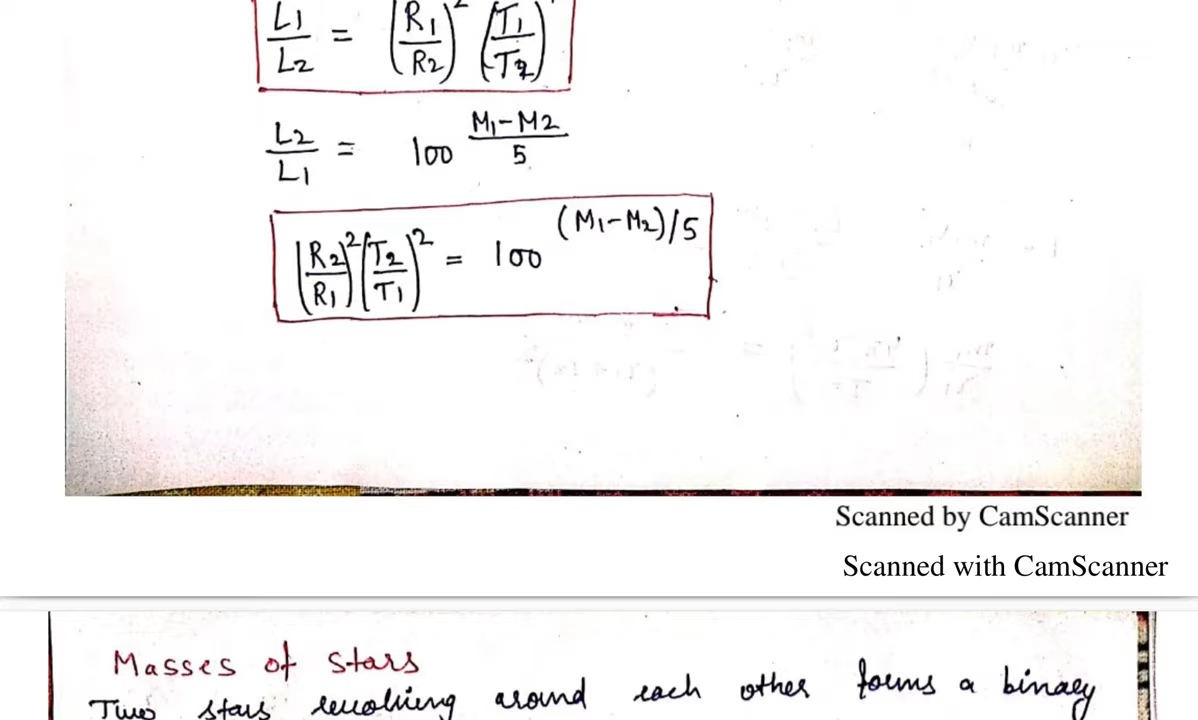 L1/L2 = (R1/R2)² (T1/T2)
L2/L1 = 100^((M1-M2)/5)
(R2/R1)² (T2/T1)² = 100^((M1-M2)/5)
Scanned by CamScanner
Scanned with CamScanner
Masses of stars
Two stars revolving around each other forms a binary